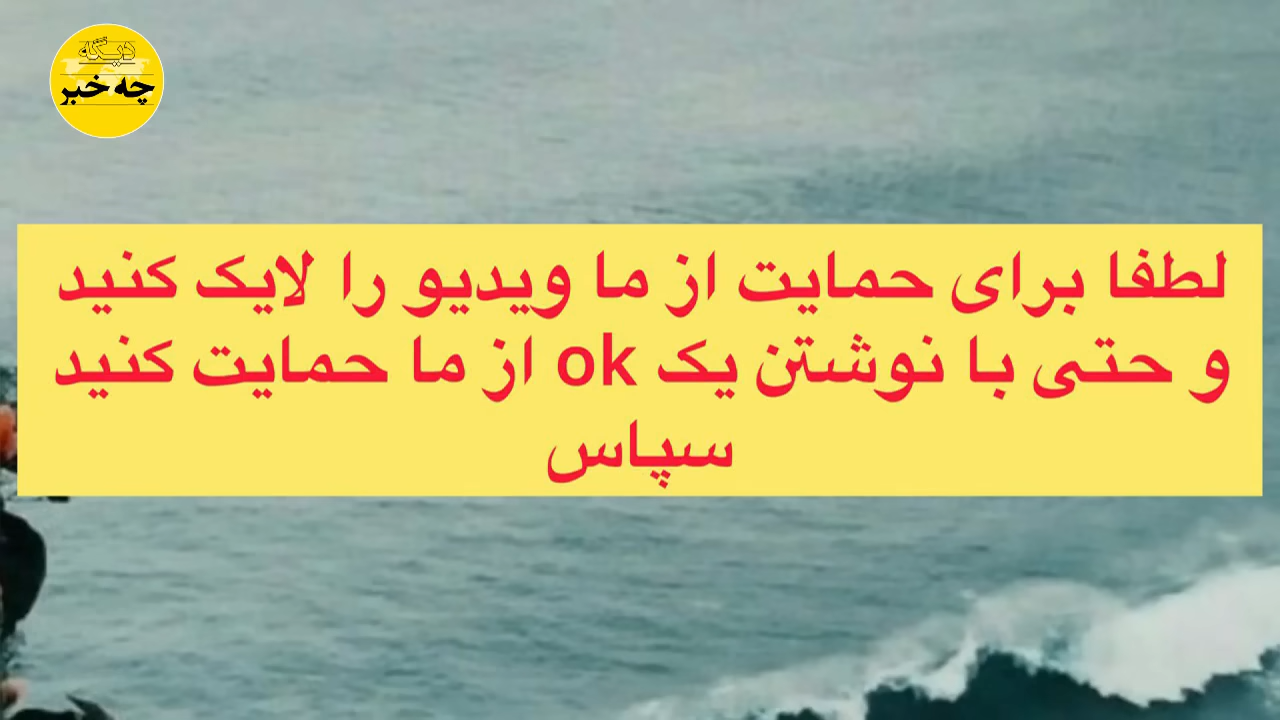 دیگه
چه خبر
لطفا برای حمایت از ما ویدیو را لایک کنید
و حتی با نوشتن یک ok از ما حمایت کنید
سپاس